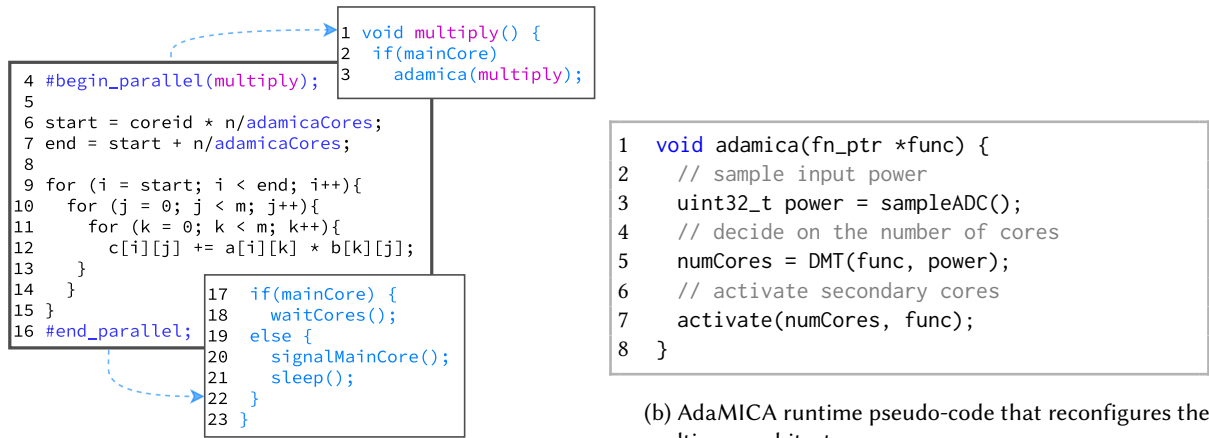 1 void multiply() {
2 if(mainCore)
3 adamica(multiply);
4 #begin_parallel(multiply);
5
6 start = coreid * n/adamicaCores;
7 end = start + n/adamicaCores;
8
9 for (i = start; i < end; i++){
10 for (j = 0; j < m; j++){
11 for (k = 0; k < m; k++){
12 c[i][j] += a[i][k] * b[k][j];
13 }
14 }
15 }
16 #end_parallel;
17 if(mainCore) {
18 waitCores();
19 else {
20 signalMainCore();
21 sleep();
22 }
23 }
1 void adamica(fn_ptr *func) {
2 // sample input power
3 uint32_t power = sampleADC();
4 // decide on the number of cores
5 numCores = DMT(func, power);
6 // activate secondary cores
7 activate(numCores, func);
8 }
(b) AdaMICA runtime pseudo-code that reconfigures the